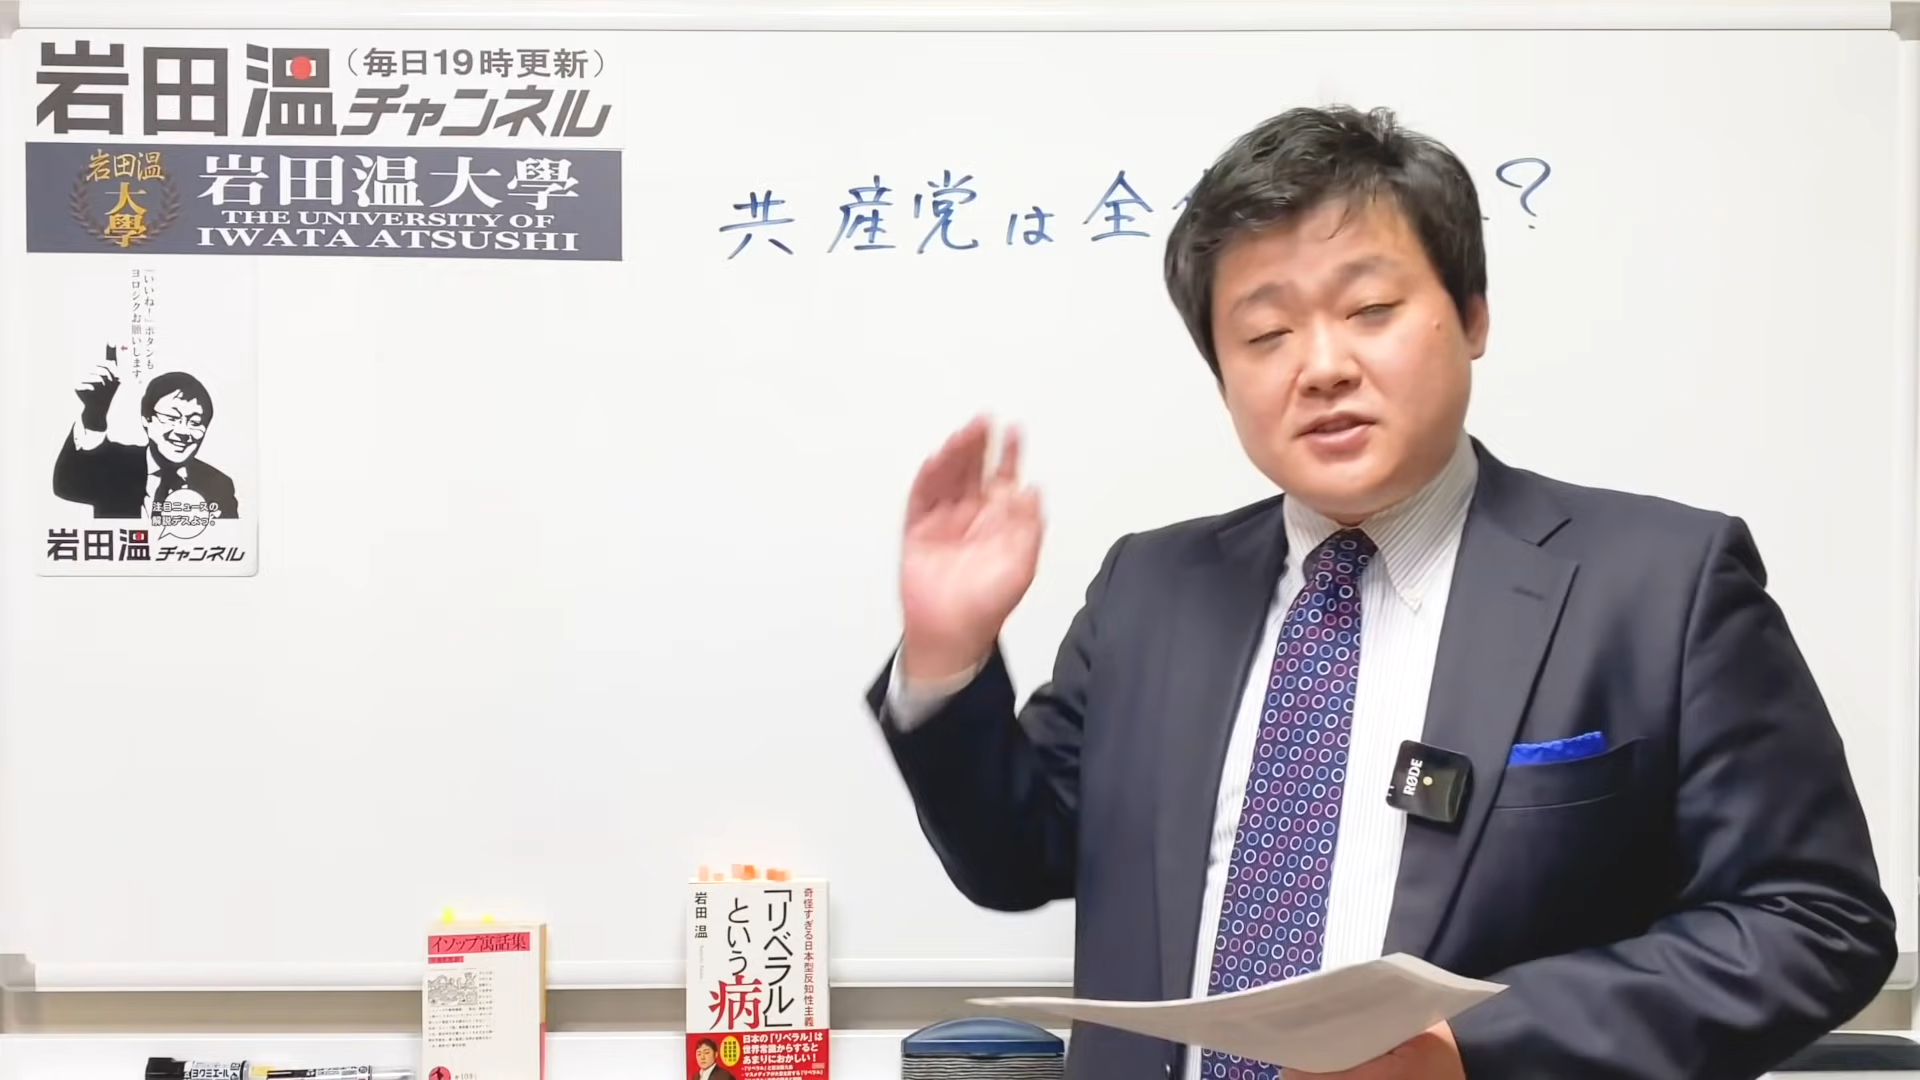 岩田温(毎日19時更新)
チャンネル
岩田温
大學
岩田温大學
THE UNIVERSITY OF
IWATA ATSUSHI
共産党は全
?
「いいね!」ボタンも
ヨロシクお願いします。
注目ニュースの
解説デスよっ!
岩田温チャンネル
RØDE
イソップ寓話集
奇怪すぎる日本型反知性主義
「リベラル」
という病
岩田 温
日本の「リベラル」は
世界常識からすると
あまりにおかしい!